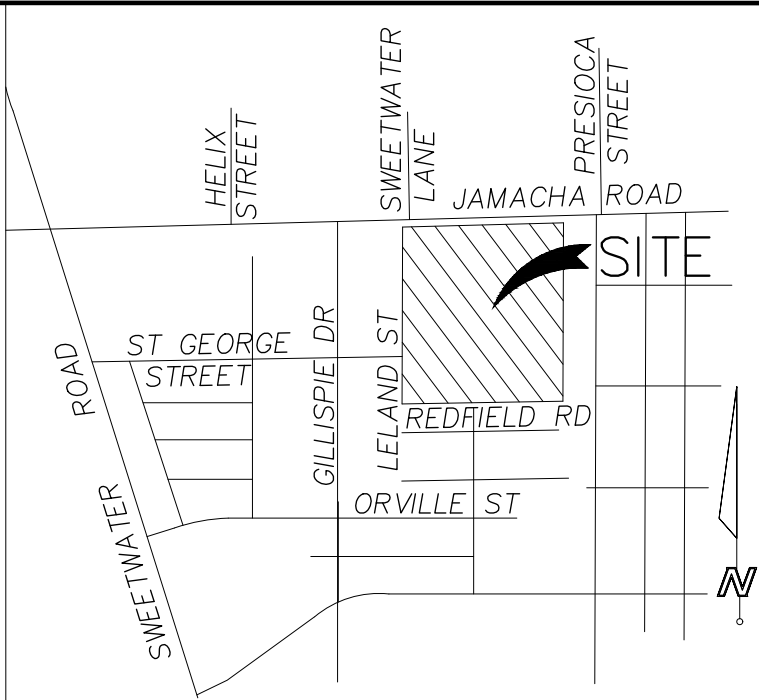 HELIX
STREET
SWEETWATER
LANE
PRESIOCA
STREET
JAMACHA ROAD
SITE
ST GEORGE
STREET
GILLISPIE DR
LELAND ST
REDFIELD RD
ORVILLE ST
SWEETWATER ROAD
N